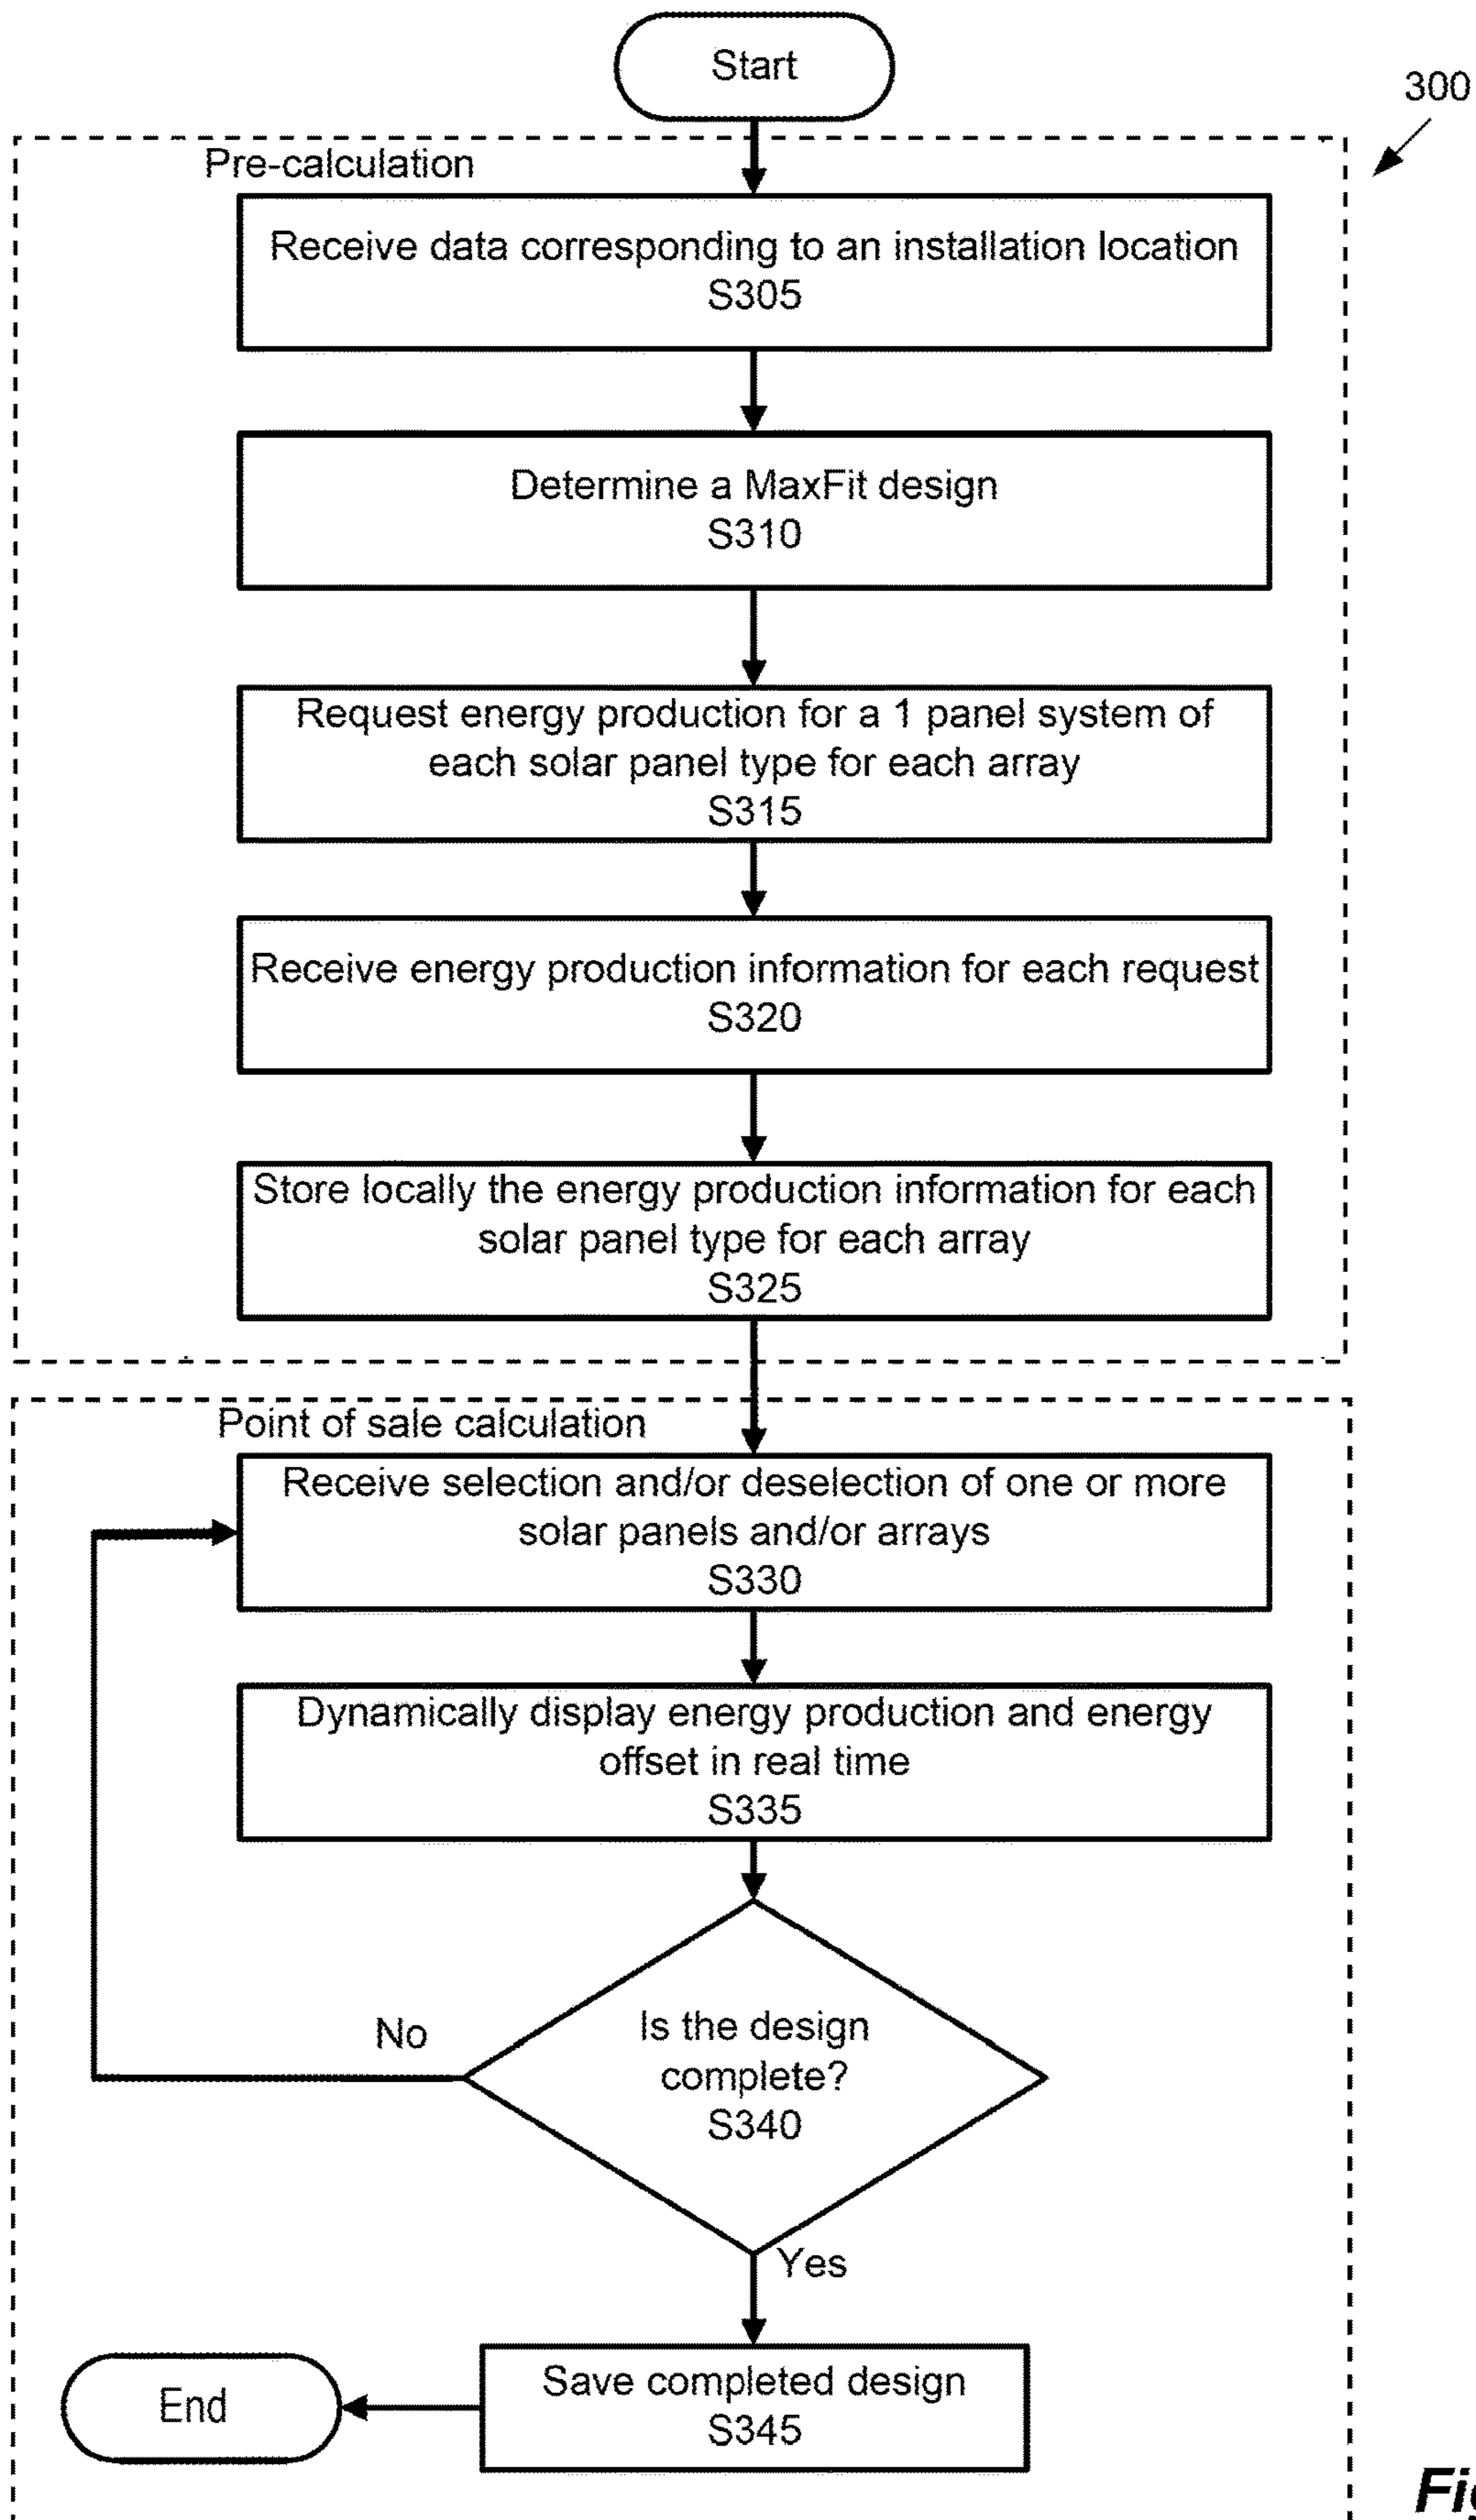 Start
300
Pre-calculation
Receive data corresponding to an installation location
S305
Determine a MaxFit design
S310
Request energy production for a 1 panel system of
each solar panel type for each array
S315
Receive energy production information for each request
S320
Store locally the energy production information for each
solar panel type for each array
S325
Point of sale calculation
Receive selection and/or deselection of one or more
solar panels and/or arrays
S330
Dynamically display energy production and energy
offset in real time
S335
Is the design
complete?
S340
No
Yes
Save completed design
S345
End